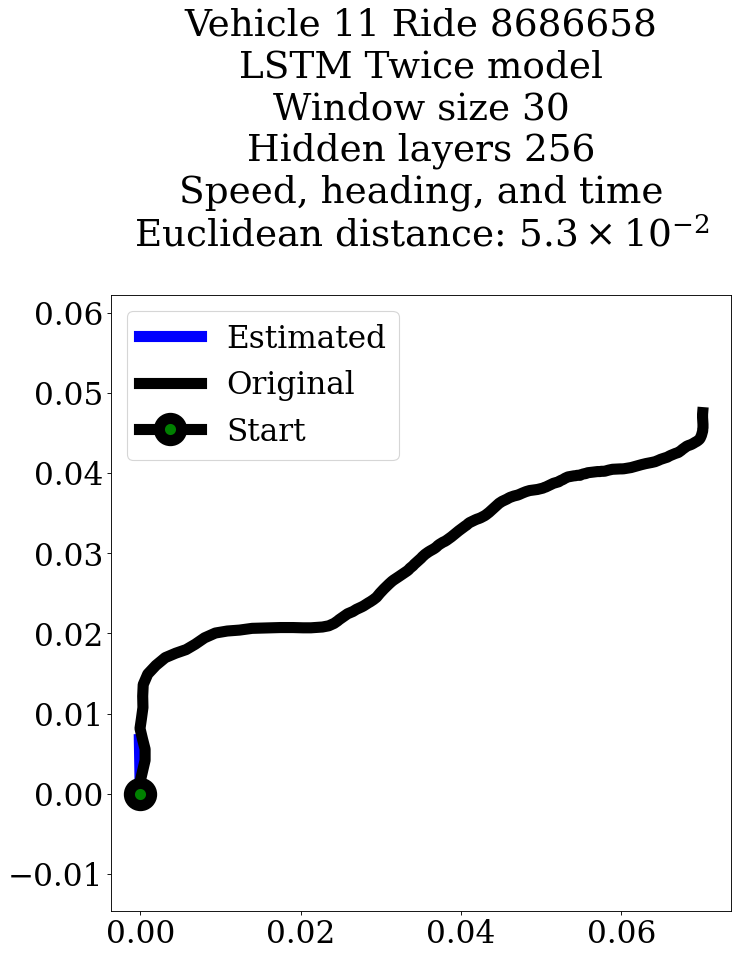 Vehicle 11 Ride 8686658
LSTM Twice model
Window size 30
Hidden layers 256
Speed, heading, and time
Euclidean distance: 5.3 × 10⁻²
0.06
Estimated
0.05
Original
Start
0.04
0.03
0.02
0.01
0.00
−0.01
0.00 0.02 0.04 0.06